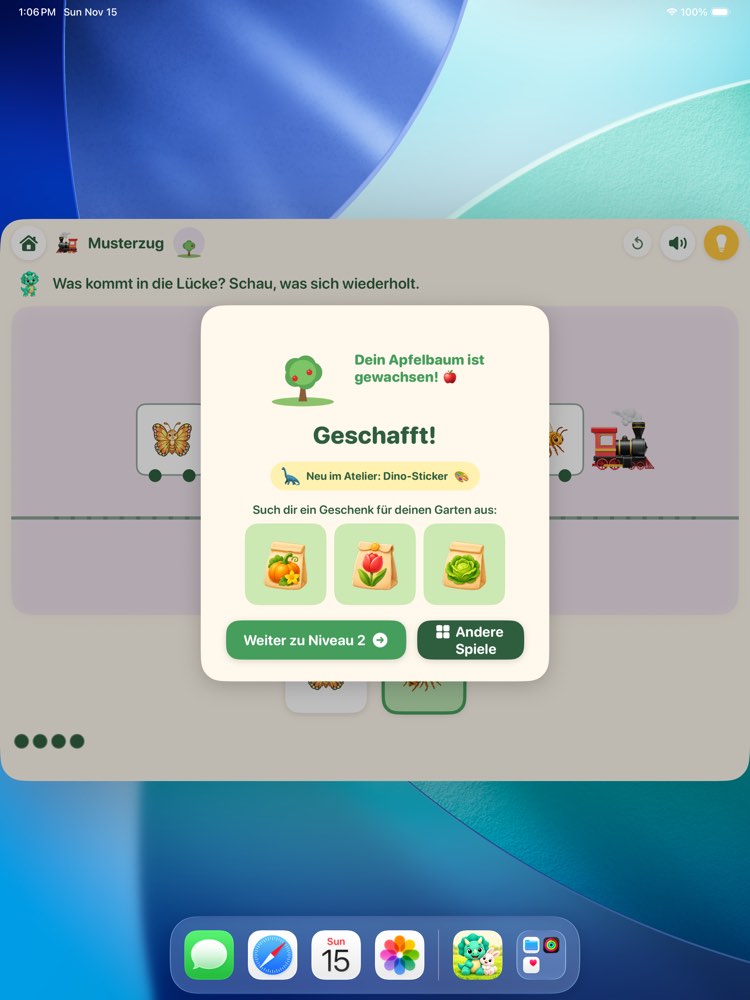 1:06 PM Sun Nov 15
100%
Musterzug
Was kommt in die Lücke? Schau, was sich wiederholt.
Dein Apfelbaum ist
gewachsen! 🍎
Geschafft!
Neu im Atelier: Dino-Sticker
Such dir ein Geschenk für deinen Garten aus:
Weiter zu Niveau 2
Andere
Spiele
Sun
15